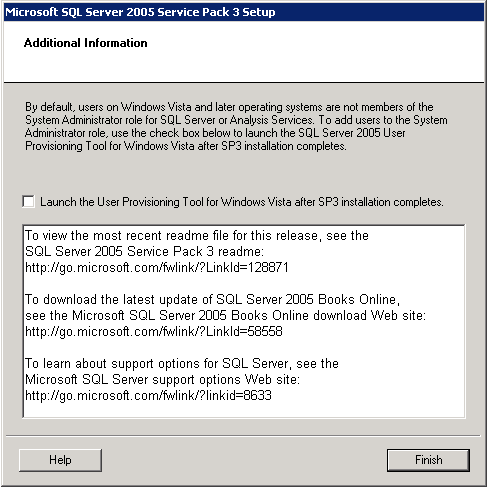 Microsoft SQL Server 2005 Service Pack 3 Setup
Additional Information
By default, users on Windows Vista and later operating systems are not members of the
System Administrator role for SQL Server or Analysis Services. To add users to the System
Administrator role, use the check box below to launch the SQL Server 2005 User
Provisioning Tool for Windows Vista after SP3 installation completes.
Launch the User Provisioning Tool for Windows Vista after SP3 installation completes.
To view the most recent readme file for this release, see the
SQL Server 2005 Service Pack 3 readme:
http://go.microsoft.com/fwlink/?LinkId=128871
To download the latest update of SQL Server 2005 Books Online,
see the Microsoft SQL Server 2005 Books Online download Web site:
http://go.microsoft.com/fwlink/?LinkId=58558
To learn about support options for SQL Server, see the
Microsoft SQL Server support options Web site:
http://go.microsoft.com/fwlink/?linkid=8633
Help
Finish